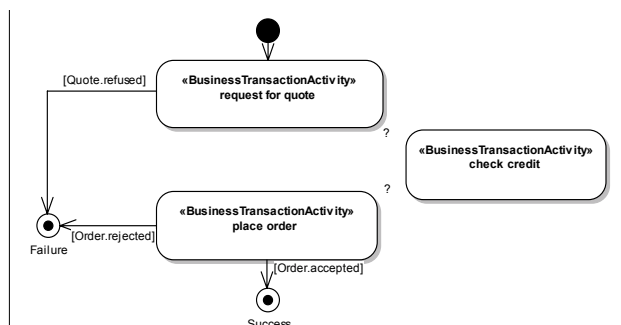 [Quote.refused]
«BusinessTransactionActivity»
request for quote
?
«BusinessTransactionActivity»
check credit
?
«BusinessTransactionActivity»
place order
[Order.rejected]
Failure
[Order.accepted]
Success